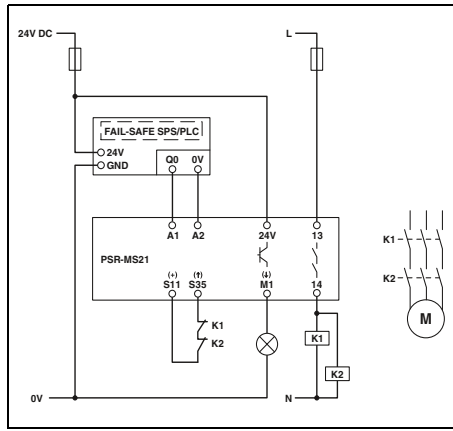 24V DC
L
FAIL-SAFE SPS/PLC
24V
GND
Q0 0V
A1 A2 24V 13
PSR-MS21
(+) (↑) (↓)
S11 S35 M1 14
K1
K2
K1
K2
K1
K2
M
0V
N